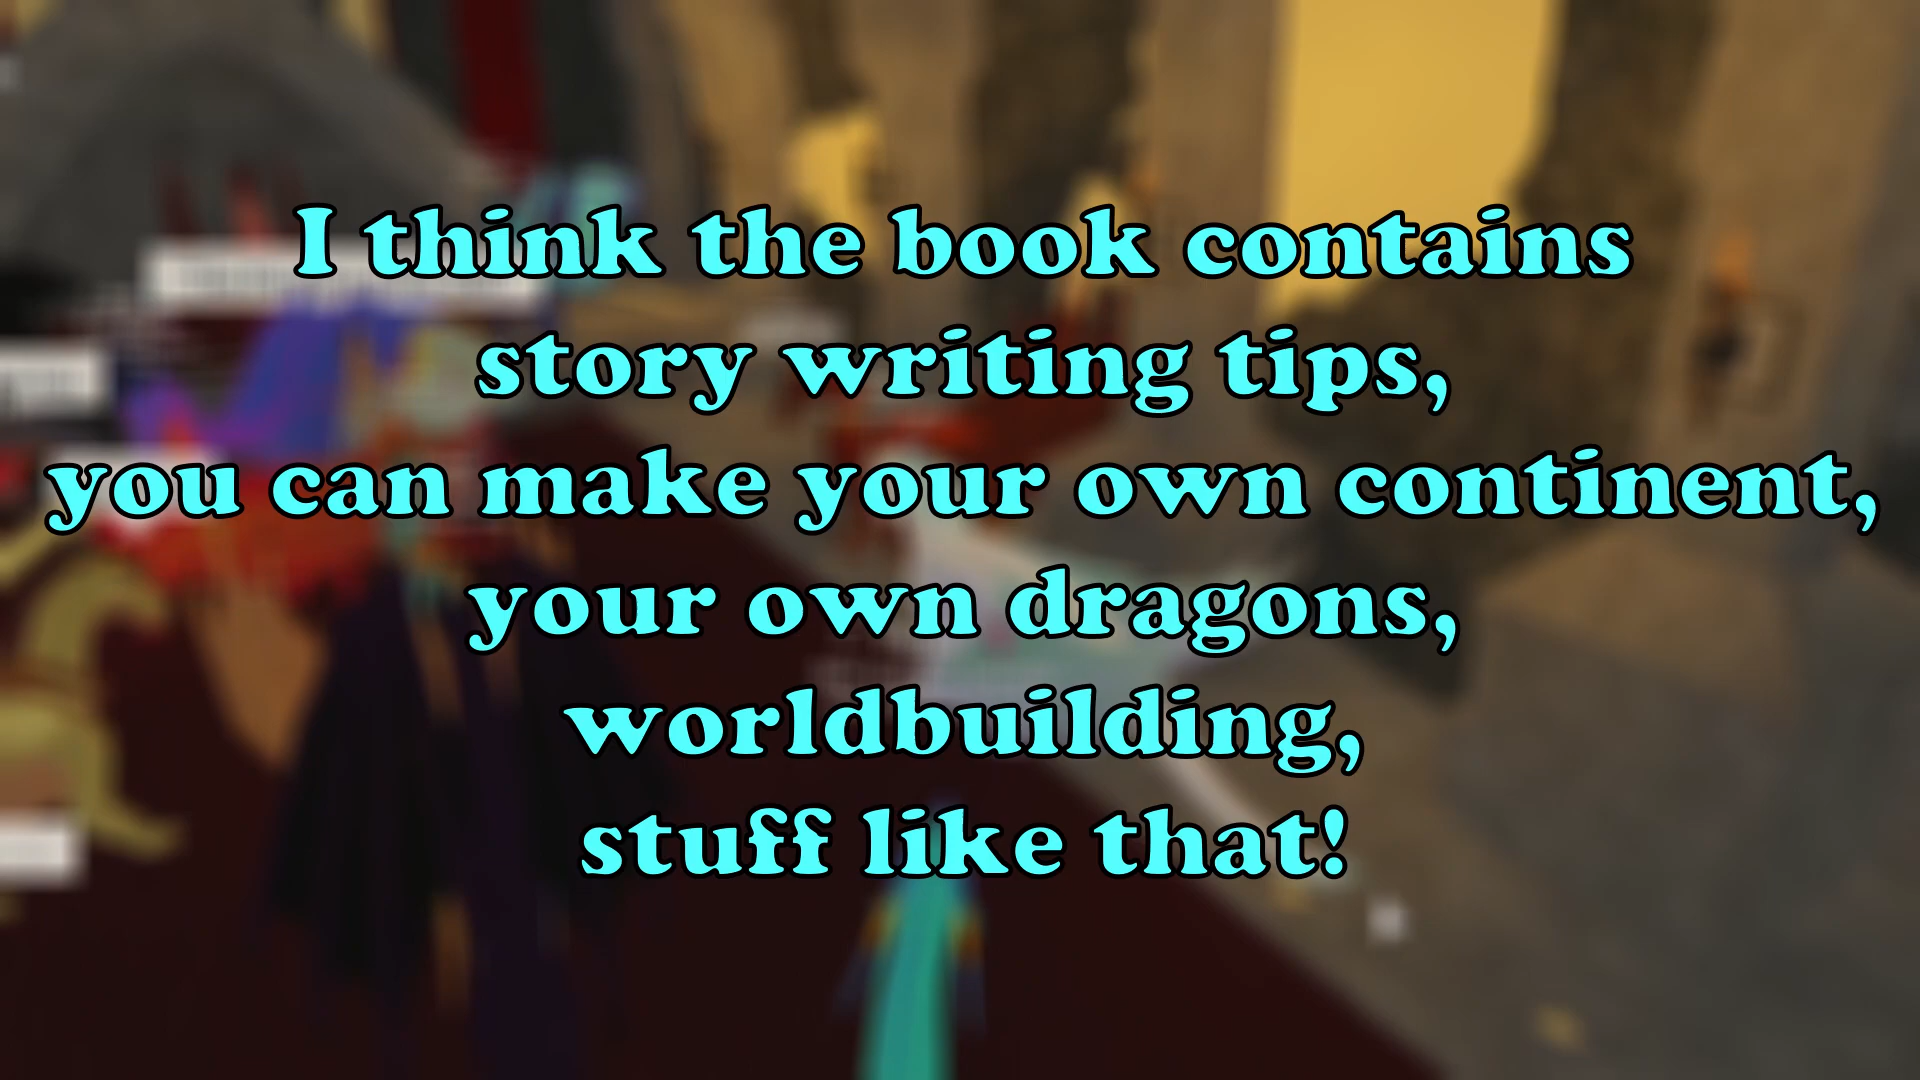 I think the book contains
story writing tips,
you can make your own continent,
your own dragons,
worldbuilding,
stuff like that!